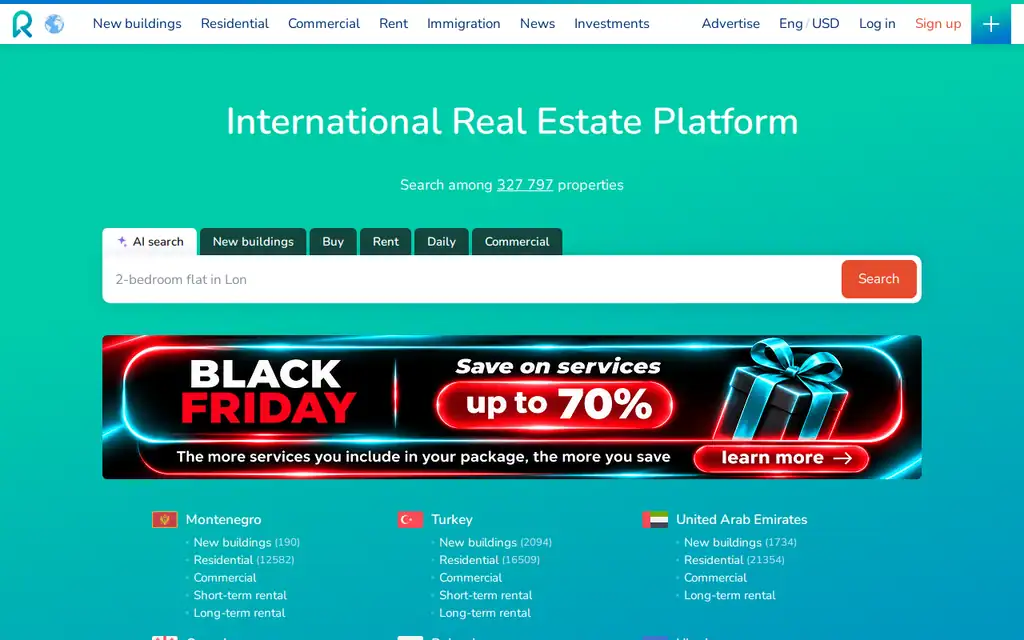 New buildings Residential Commercial Rent Immigration News Investments Advertise Eng / USD Log in Sign up
International Real Estate Platform
Search among 327 797 properties
AI search New buildings Buy Rent Daily Commercial
2-bedroom flat in Lon Search
BLACK FRIDAY
Save on services
up to 70%
The more services you include in your package, the more you save
learn more →
Montenegro
New buildings (190)
Residential (12582)
Commercial
Short-term rental
Long-term rental
Turkey
New buildings (2094)
Residential (16509)
Commercial
Short-term rental
Long-term rental
United Arab Emirates
New buildings (1734)
Residential (21354)
Commercial
Long-term rental